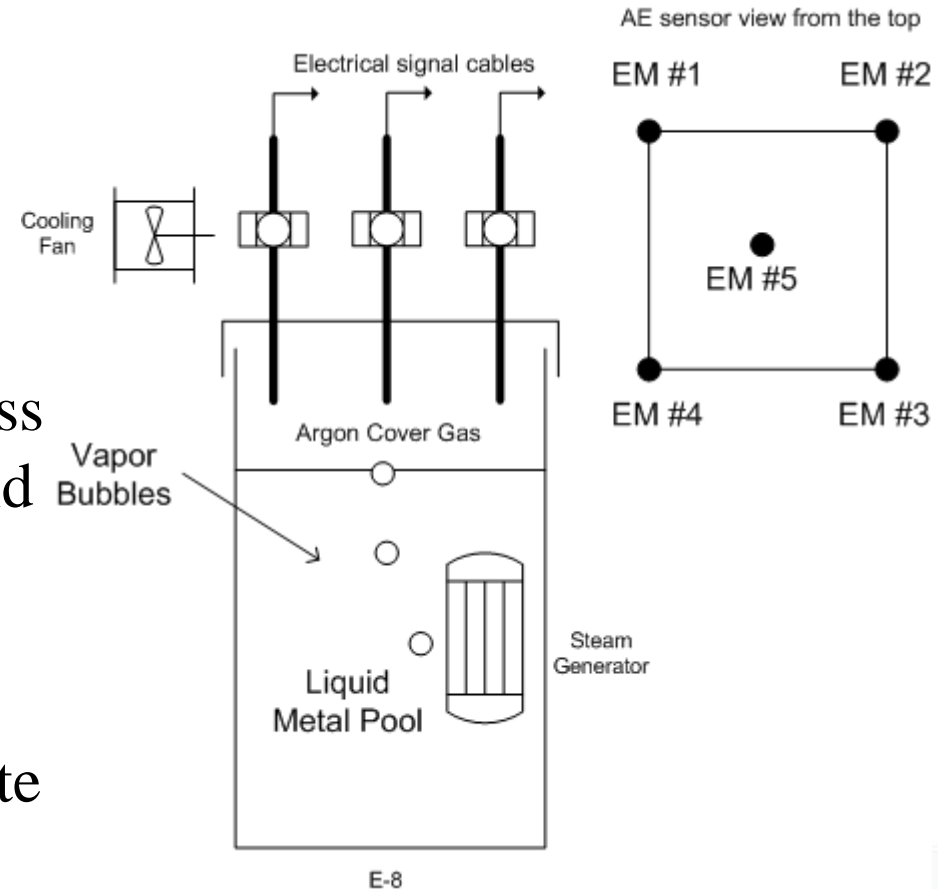 AE sensor view from the top
Electrical signal cables
EM #1
EM #2
EM #5
EM #4
EM #3
Cooling
Fan
ss
Argon Cover Gas
Vapor
Bubbles
d
Steam
Generator
Liquid
Metal Pool
te
E-8